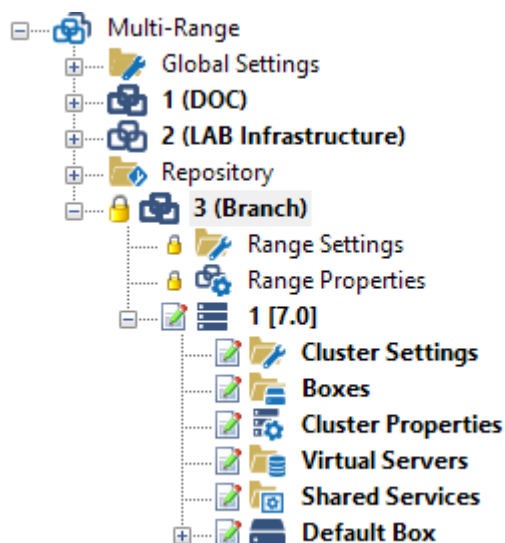 Multi-Range
Global Settings
1 (DOC)
2 (LAB Infrastructure)
Repository
3 (Branch)
Range Settings
Range Properties
1 [7.0]
Cluster Settings
Boxes
Cluster Properties
Virtual Servers
Shared Services
Default Box